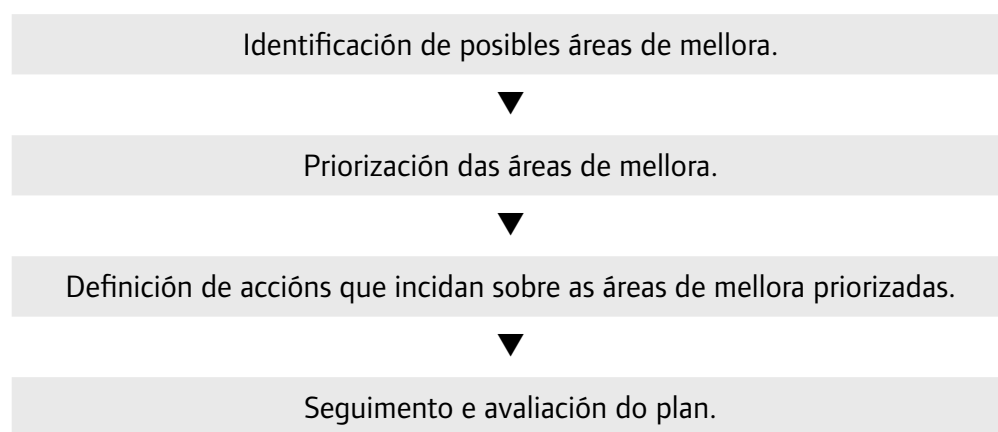 Identificación de posibles áreas de mellora.
Priorización das áreas de mellora.
Definición de accións que incidan sobre as áreas de mellora priorizadas.
Seguimento e avaliación do plan.